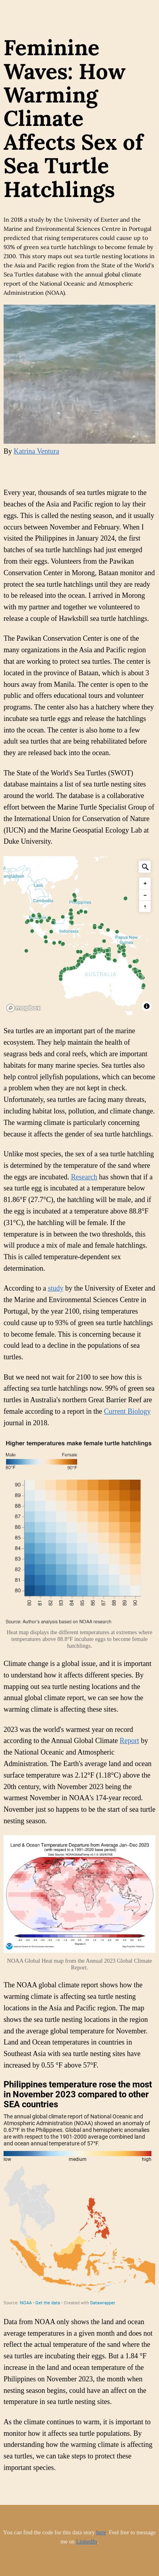 Feminine
Waves: How
Warming
Climate
Affects Sex of
Sea Turtle
Hatchlings
In 2018 a study by the University of Exeter and the
Marine and Environmental Sciences Centre in Portugal
predicted that rising temperatures could cause up to
93% of green sea turtle hatchlings to become female by
2100. This story maps out sea turtle nesting locations in
the Asia and Pacific region from the State of the World's
Sea Turtles database with the annual global climate
report of the National Oceanic and Atmospheric
Administration (NOAA).
By Katrina Ventura
Every year, thousands of sea turtles migrate to the
beaches of the Asia and Pacific region to lay their
eggs. This is called the nesting season, and it usually
occurs between November and February. When I
visited the Philippines in January 2024, the first
batches of sea turtle hatchlings had just emerged
from their eggs. Volunteers from the Pawikan
Conservation Center in Morong, Bataan monitor and
protect the sea turtle hatchlings until they are ready
to be released into the ocean. I arrived in Morong
with my partner and together we volunteered to
release a couple of Hawksbill sea turtle hatchlings.
The Pawikan Conservation Center is one of the
many organizations in the Asia and Pacific region
that are working to protect sea turtles. The center is
located in the province of Bataan, which is about 3
hours away from Manila. The center is open to the
public and offers educational tours and volunteer
programs. The center also has a hatchery where they
incubate sea turtle eggs and release the hatchlings
into the ocean. The center is also home to a few
adult sea turtles that are being rehabilitated before
they are released back into the ocean.
The State of the World's Sea Turtles (SWOT)
database maintains a list of sea turtle nesting sites
around the world. The database is a collaborative
effort between the Marine Turtle Specialist Group of
the International Union for Conservation of Nature
(IUCN) and the Marine Geospatial Ecology Lab at
Duke University.
Laos
Cambodia
Philippines
Indonesia
Papua New
Guinea
AUSTRALIA
mapbox
Sea turtles are an important part of the marine
ecosystem. They help maintain the health of
seagrass beds and coral reels, which are important
habitats for many marine species. Sea turtles also
help control jellyfish populations, which can become
a problem when they are not kept in check.
Unfortunately, sea turtles are also facing many
threats, including habitat loss, pollution, and climate change.
The warming climate is particularly concerning
because it affects the gender of sea turtle hatchlings.
Unlike most species, the sex of a sea turtle hatchling
is determined by the temperature of the sand where
the eggs are incubated. Research has shown that if a
sea turtle egg is incubated at a temperature below
81.86°F (27.7°C), the hatchling will be male, and if
the egg is incubated at a temperature above 88.8°F
(31°C), the hatchling will be female. If the
temperature is in between the two thresholds, this
will produce a mix of male and female hatchlings.
This is called temperature-dependent sex
determination.
According to a study by the University of Exeter and
the Marine and Environmental Sciences Centre in
Portugal, by the year 2100, rising temperatures
could cause up to 93% of green sea turtle hatchlings
to become female. This is concerning because it
could lead to a decline in the populations of sea
turtles.
But we need not wait for 2100 to see how this is
affecting sea turtle hatchlings now. 99% of green sea
turtles in Australia's northern Great Barrier Reef are
female according to a report in the Current Biology
journal in 2018.
Higher temperatures make female turtle hatchlings
Male Female
80°F 90°F
90
89
88
87
86
85
84
83
82
81
80
80 81 82 83 84 85 86 87 88 89 90
Source: Author's analysis based on NOAA research
Heat map displays the different temperatures at extremes where
temperatures above 88.8°F incubate eggs to become female
hatchlings.
Climate change is a global issue, and it is important
to understand how it affects different species. By
mapping out sea turtle nesting locations and the
annual global climate report, we can see how the
warming climate is affecting these sites.
2023 was the world's warmest year on record
according to the Annual Global Climate Report by
the National Oceanic and Atmospheric
Administration. The Earth's average land and ocean
surface temperature was 2.12°F (1.18°C) above the
20th century, with November 2023 being the
warmest November in NOAA's 174-year record.
November just so happens to be the start of sea turtle
nesting season.
Land & Ocean Temperature Departure from Average Jan–Dec 2023
(with respect to a 1991–2020 base period)
NOAA Global Heat map from the Annual 2023 Global Climate
Report.
The NOAA global climate report shows how the
warming climate is affecting sea turtle nesting
locations in the Asia and Pacific region. The map
shows the sea turtle nesting locations in the region
and the average global temperature for November.
Land and Ocean temperatures in countries in
Southeast Asia with sea turtle nesting sites have
increased by 0.55 °F above 57°F.
Philippines temperature rose the most
in November 2023 compared to other
SEA countries
The annual global climate report of National Oceanic and
Atmospheric Administration (NOAA) showed an anomaly of
0.67°F in the Philippines. Global and hemispheric anomalies
are with respect to the 1901-2000 average combined land
and ocean annual temperature of 57°F.
low medium high
Source: NOAA · Get the data · Created with Datawrapper
Data from NOAA only shows the land and ocean
average temperatures in a given month and does not
reflect the actual temperature of the sand where the
sea turtles are incubating their eggs. But a 1.84 °F
increase in the land and ocean temperature of the
Philippines on November 2023, the month when
nesting season begins, could have an affect on the
temperature in sea turtle nesting sites.
As the climate continues to warm, it is important to
monitor how it affects sea turtle populations. By
understanding how the warming climate is affecting
sea turtles, we can take steps to protect these
important species.
You can find the code for this data story here. Feel free to message
me on LinkedIn.